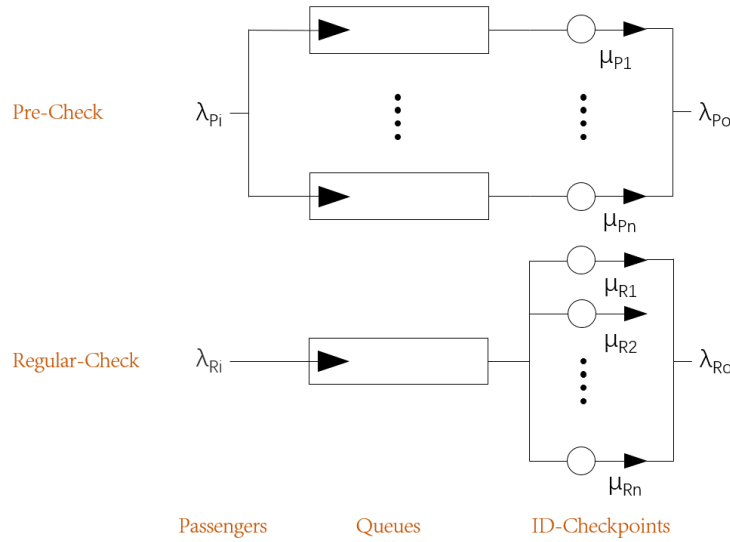 μP1
Pre-Check
λPi
λPo
μPn
μR1
μR2
Regular-Check
λRi
λRo
μRn
Passengers
Queues
ID-Checkpoints